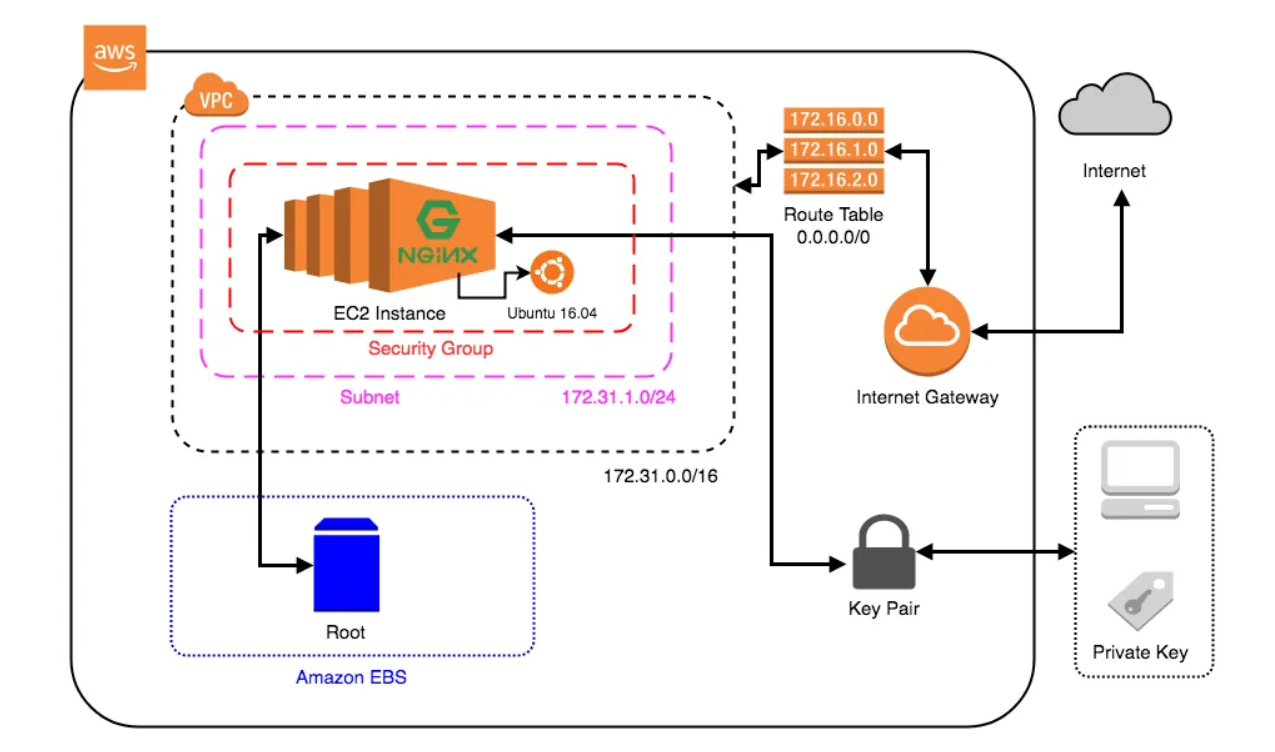 aws
VPC
172.16.0.0
172.16.1.0
172.16.2.0
Route Table
0.0.0.0/0
Internet
NGiNX
EC2 Instance
Ubuntu 16.04
Security Group
Subnet
172.31.1.0/24
172.31.0.0/16
Internet Gateway
Root
Amazon EBS
Key Pair
Private Key